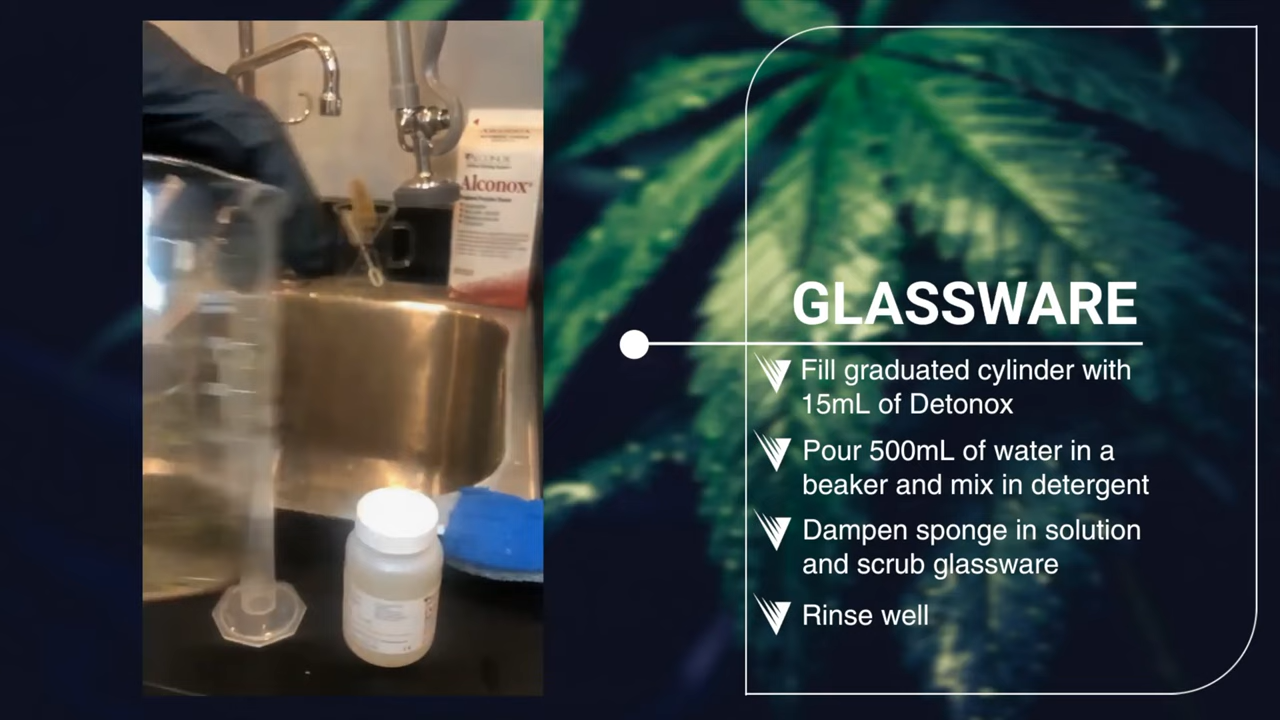 ALCONOX
Alconox®
GLASSWARE
Fill graduated cylinder with
15mL of Detonox
Pour 500mL of water in a
beaker and mix in detergent
Dampen sponge in solution
and scrub glassware
Rinse well